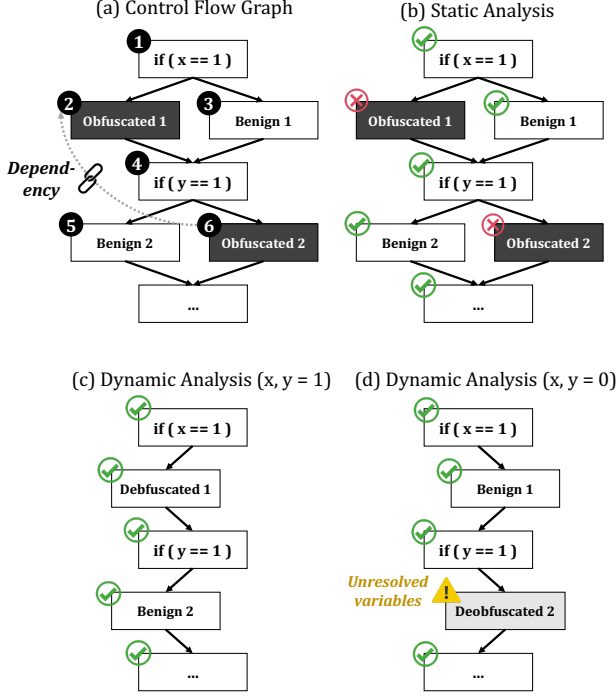 (a) Control Flow Graph
1
if ( x == 1 )
2
Obfuscated 1
3
Benign 1
Depend-
ency
4
if ( y == 1 )
5
Benign 2
6
Obfuscated 2
...
(b) Static Analysis
if ( x == 1 )
Obfuscated 1
Benign 1
if ( y == 1 )
Benign 2
Obfuscated 2
...
(c) Dynamic Analysis (x, y = 1)
if ( x == 1 )
Debfuscated 1
if ( y == 1 )
Benign 2
...
(d) Dynamic Analysis (x, y = 0)
if ( x == 1 )
Benign 1
if ( y == 1 )
Unresolved
variables
!
Deobfuscated 2
...